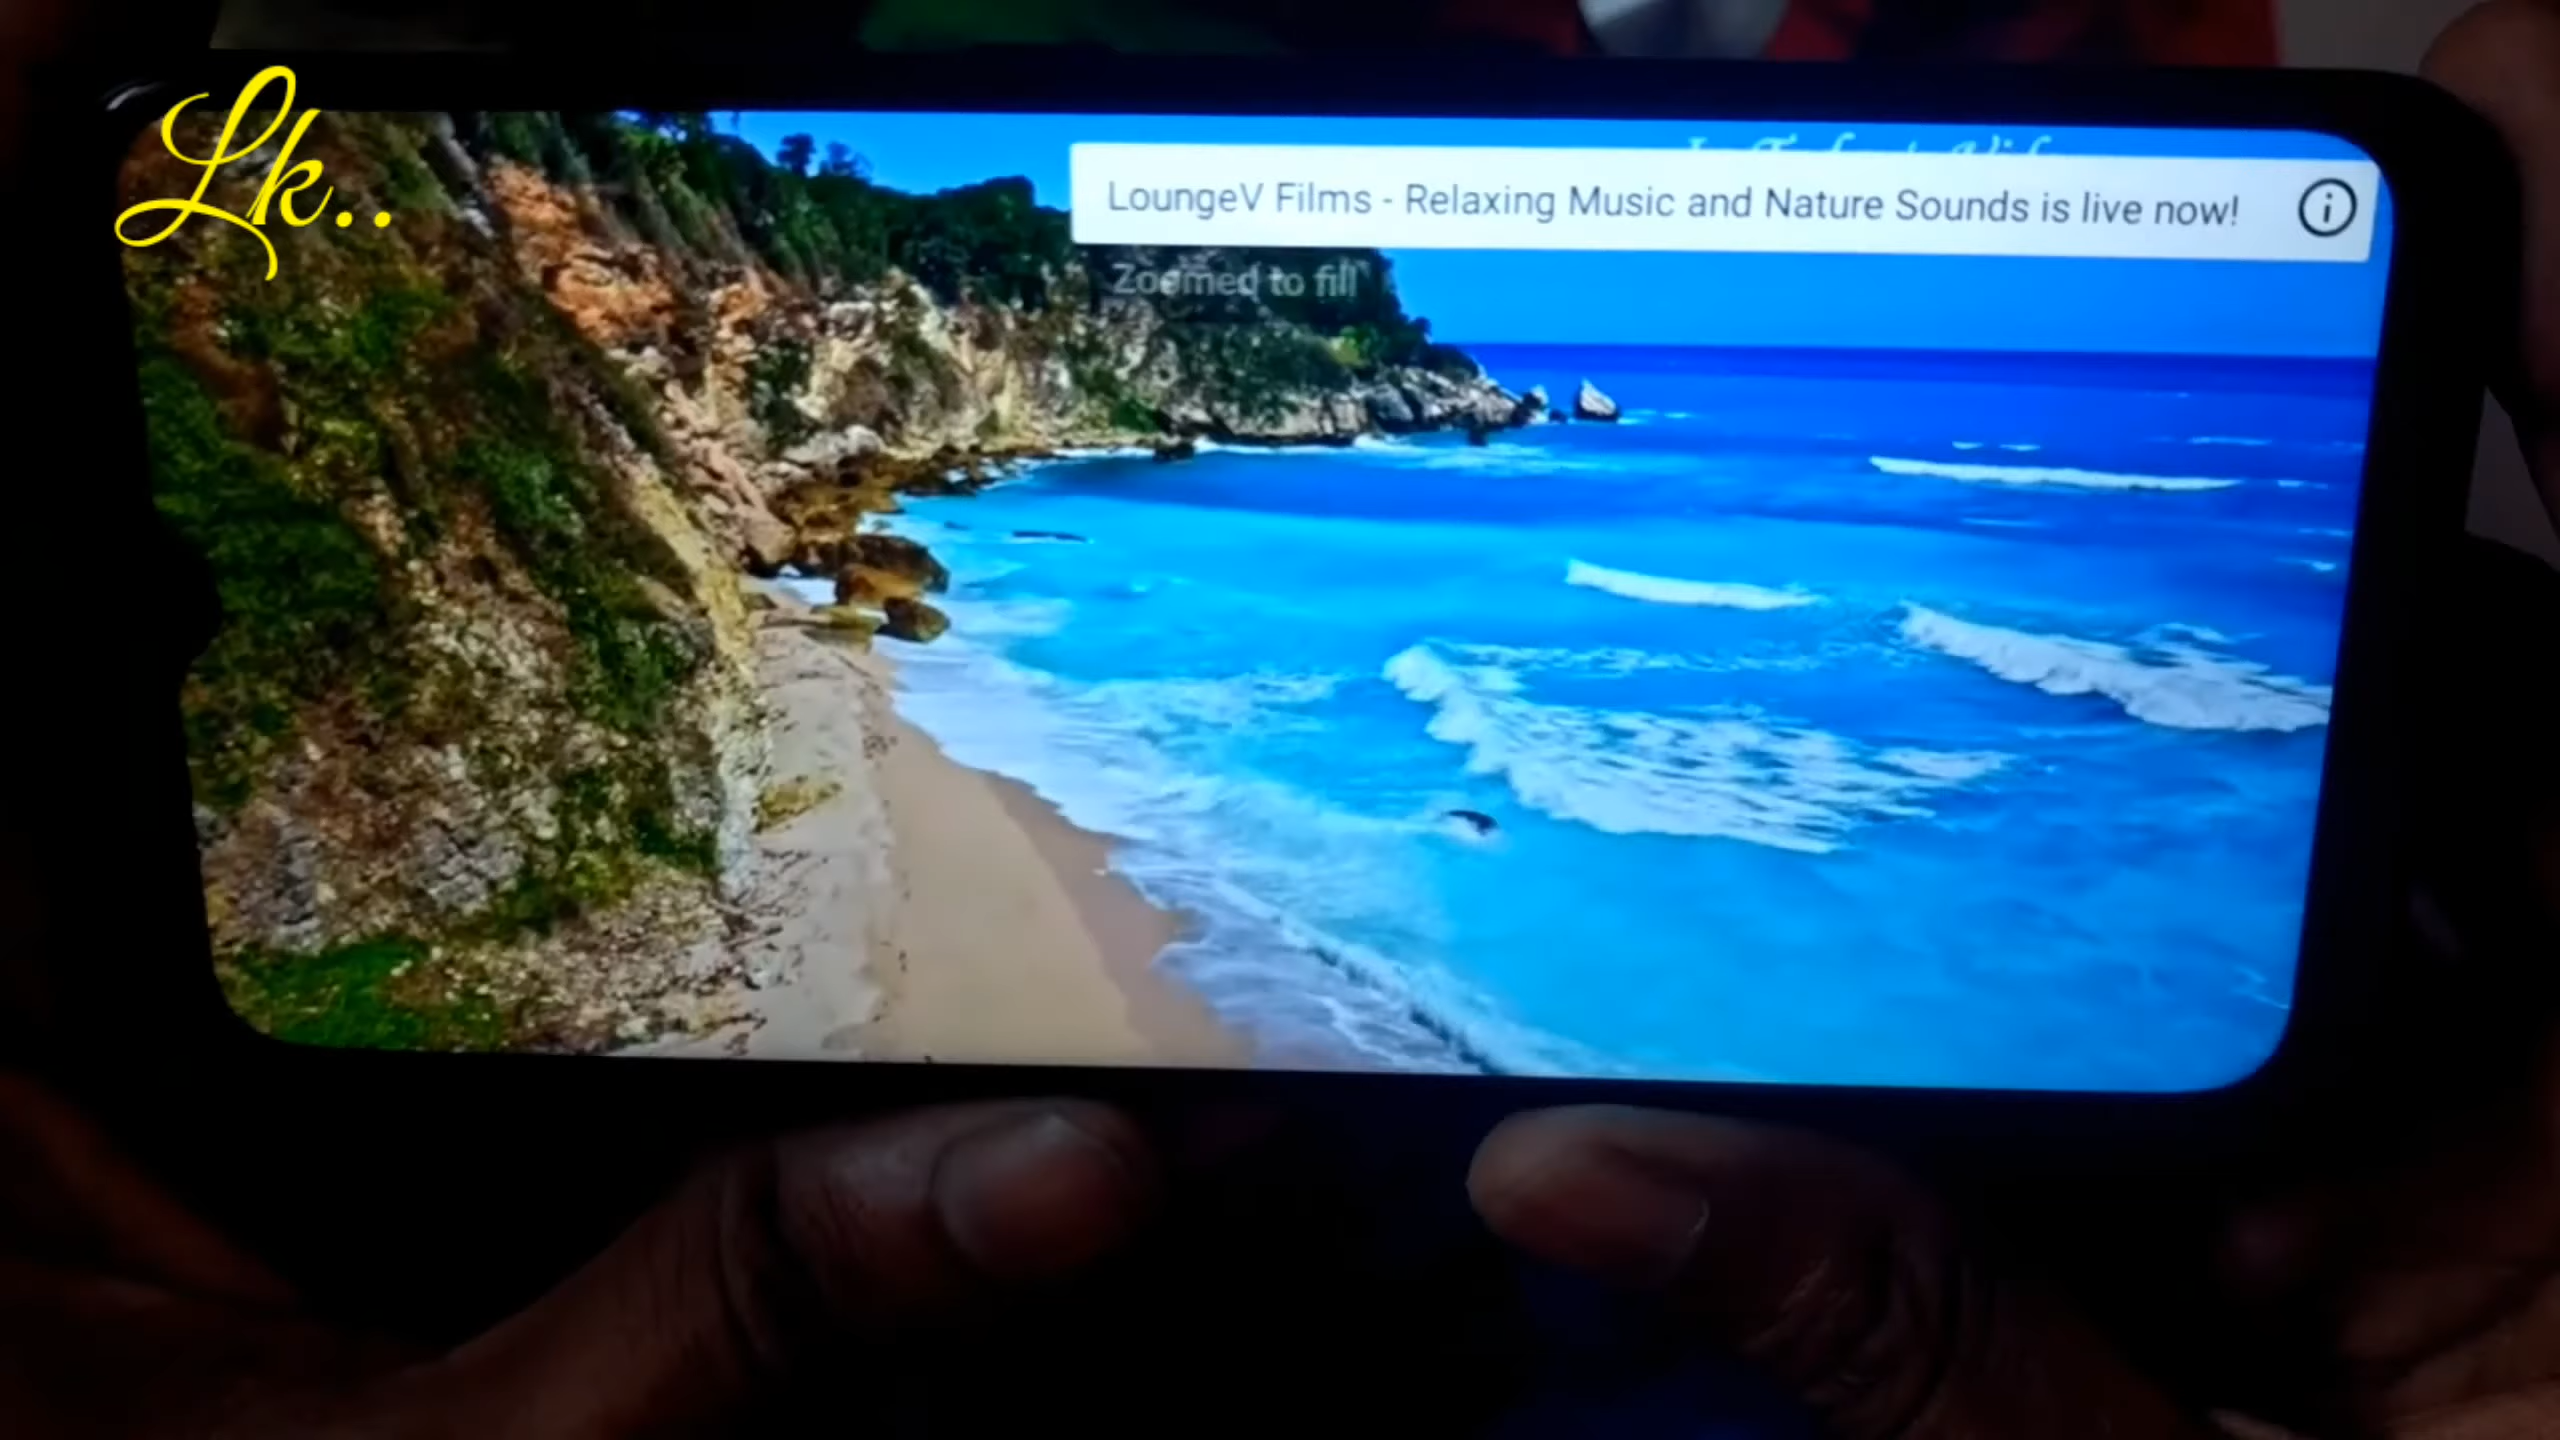 Lk..
LoungeV Films - Relaxing Music and Nature Sounds is live now!
Zoomed to fill